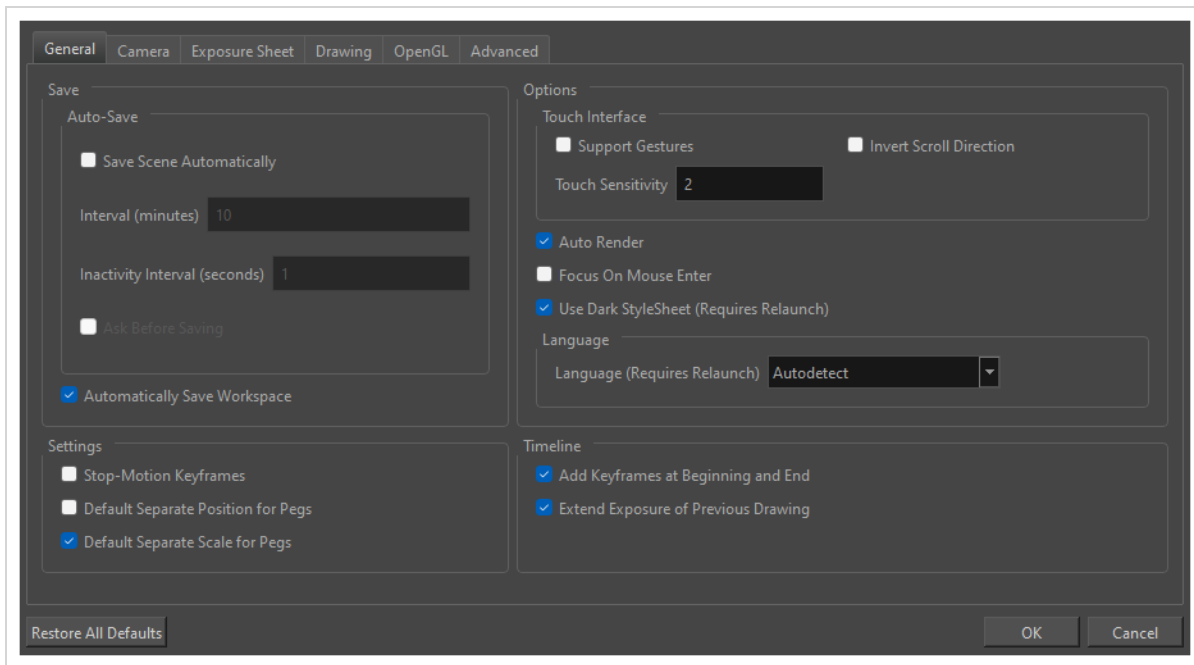 General Camera Exposure Sheet Drawing OpenGL Advanced
Save
Auto-Save
Save Scene Automatically
Interval (minutes) 10
Inactivity Interval (seconds) 1
Ask Before Saving
Automatically Save Workspace
Options
Touch Interface
Support Gestures Invert Scroll Direction
Touch Sensitivity 2
Auto Render
Focus On Mouse Enter
Use Dark StyleSheet (Requires Relaunch)
Language
Language (Requires Relaunch) Autodetect
Settings
Stop-Motion Keyframes
Default Separate Position for Pegs
Default Separate Scale for Pegs
Timeline
Add Keyframes at Beginning and End
Extend Exposure of Previous Drawing
Restore All Defaults OK Cancel